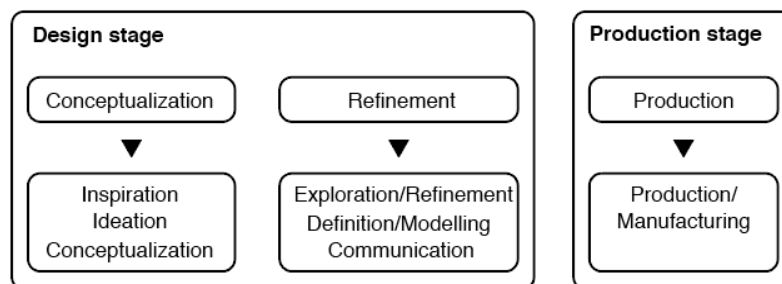 Design stage
Conceptualization
Inspiration
Ideation
Conceptualization
Refinement
Exploration/Refinement
Definition/Modelling
Communication
Production stage
Production
Production/
Manufacturing